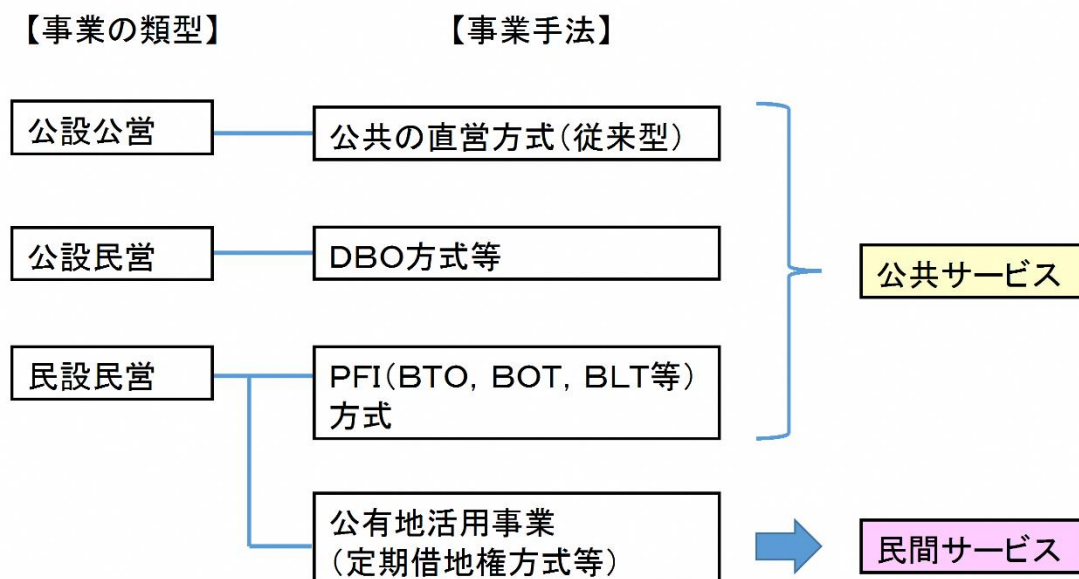 【事業の類型】
【事業手法】
公設公営
公共の直営方式(従来型)
公設民営
DBO方式等
公共サービス
民設民営
PFI(BTO, BOT, BLT等)
方式
公有地活用事業
(定期借地権方式等)
民間サービス